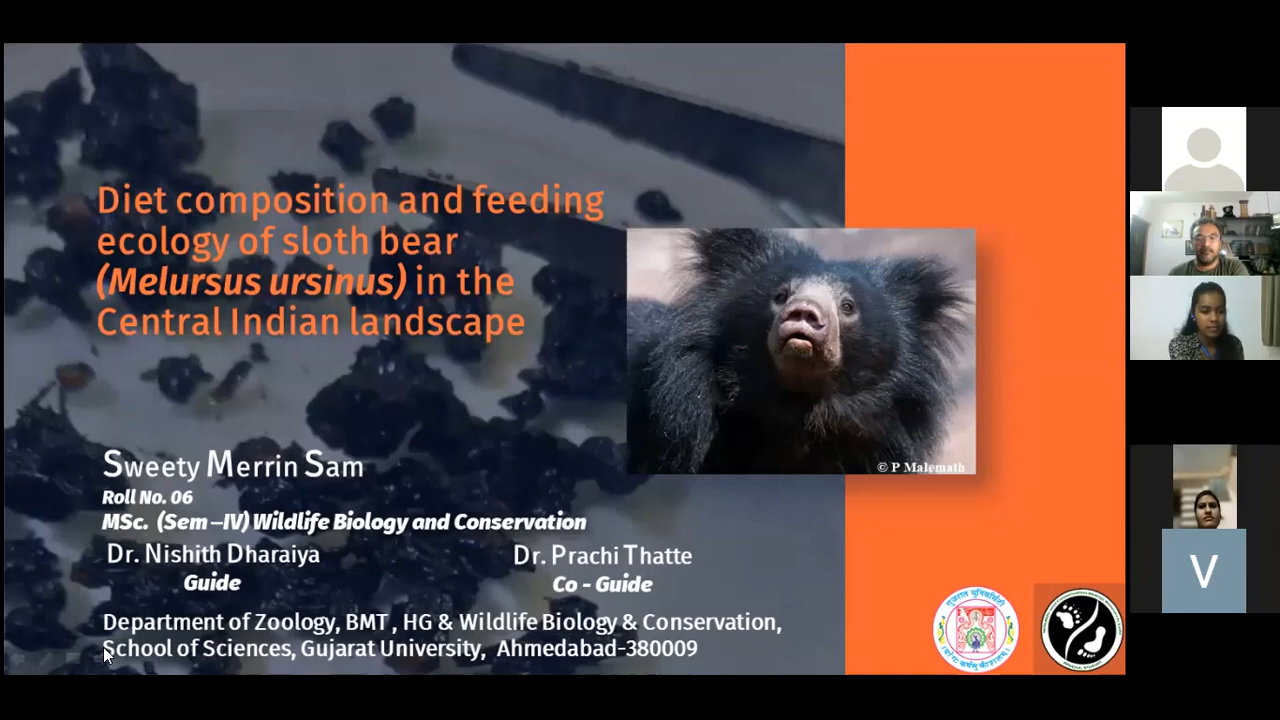 Diet composition and feeding
ecology of sloth bear
(Melursus ursinus) in the
Central Indian landscape
© P Malemath
Sweety Merrin Sam
Roll No. 06
MSc. (Sem –IV) Wildlife Biology and Conservation
Dr. Nishith Dharaiya
Guide
Dr. Prachi Thatte
Co - Guide
Department of Zoology, BMT , HG & Wildlife Biology & Conservation,
School of Sciences, Gujarat University, Ahmedabad-380009
V